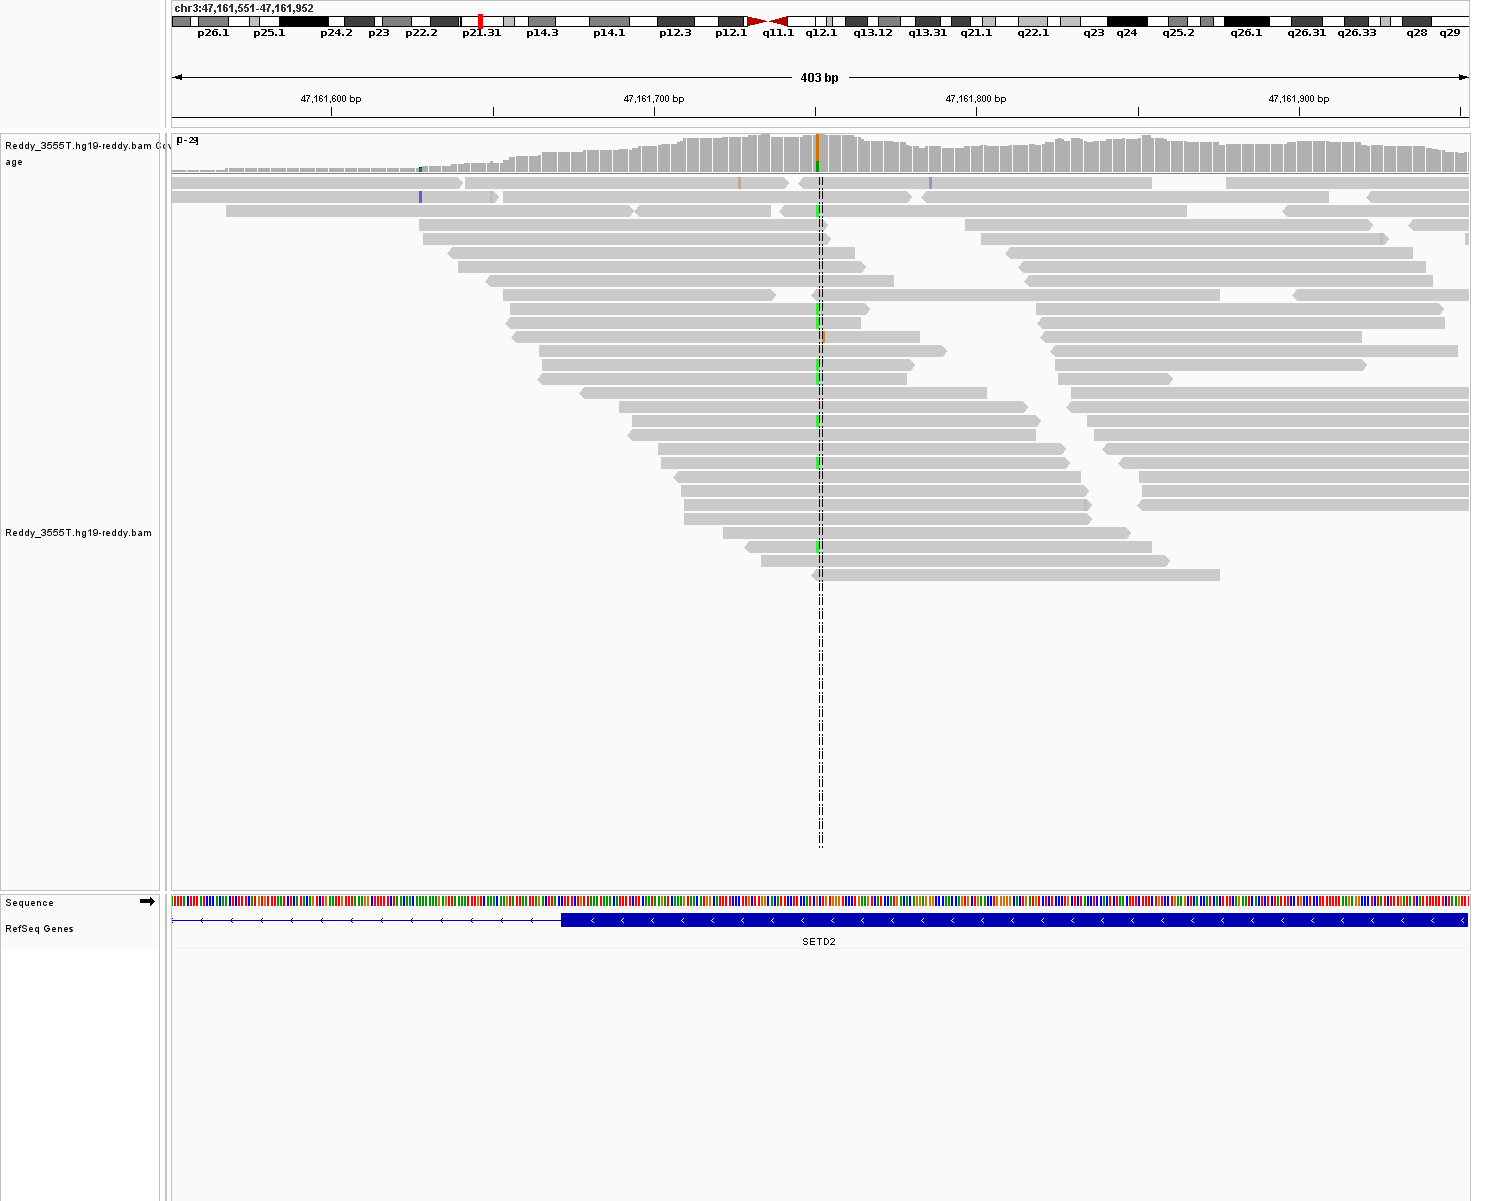 chr3:47,161,551-47,161,952
p26.1 p25.1 p24.2 p23 p22.2 p21.31 p14.3 p14.1 p12.3 p12.1 q11.1 q12.1 q13.12 q13.31 q21.1 q22.1 q23 q24 q25.2 q26.1 q26.31 q26.33 q28 q29
403 bp
47,161,600 bp 47,161,700 bp 47,161,800 bp 47,161,900 bp
[0-29]
Reddy_3555T.hg19-reddy.bam Cov
age
Reddy_3555T.hg19-reddy.bam
Sequence
RefSeq Genes
SETD2